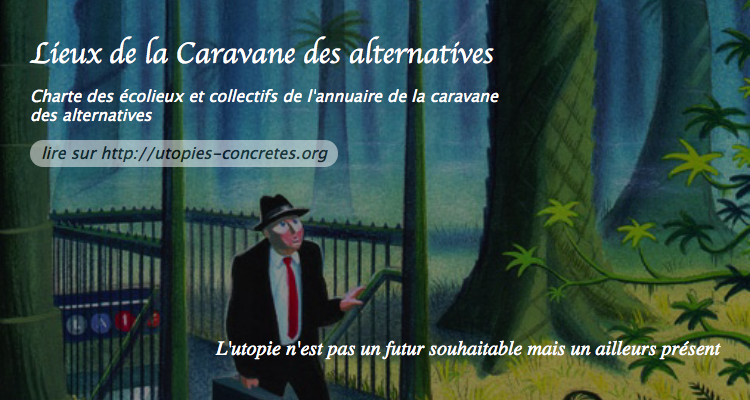 Lieux de la Caravane des alternatives
Charte des écolieux et collectifs de l'annuaire de la caravane
des alternatives
lire sur http://utopies-concretes.org
L'utopie n'est pas un futur souhaitable mais un ailleurs présent